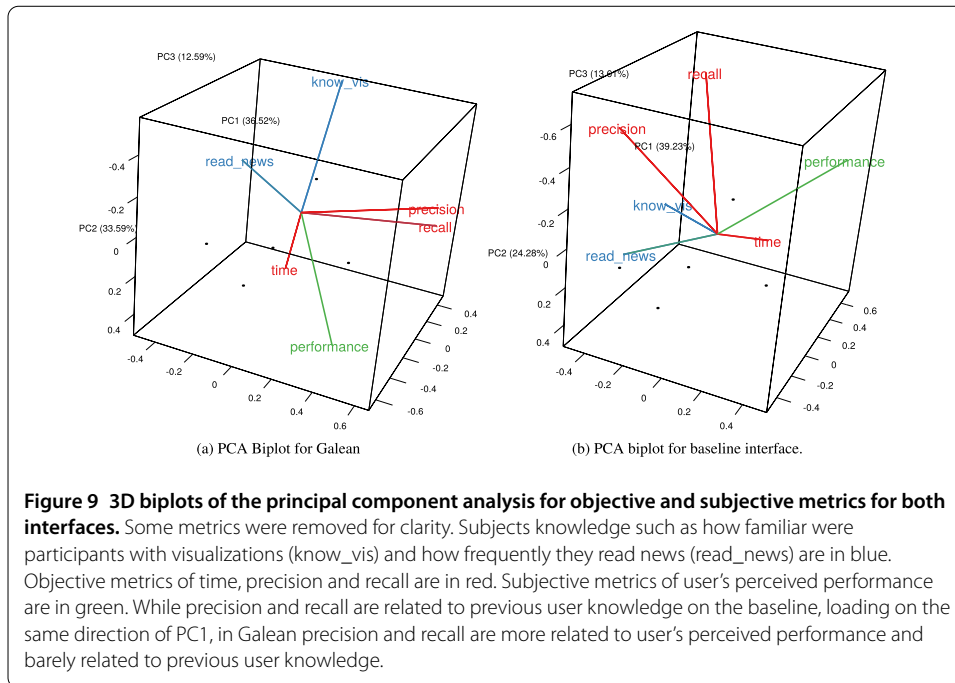 PC3 (12.59%)
know_vis
PC1 (36.52%)
read_news
precision
recall
PC2 (33.59%)
time
performance
-0.4
-0.2
0
0.2
0.4
-0.4
-0.2
0
0.2
0.4
0.6
-0.6
-0.4
-0.2
0
0.2
0.4
(a) PCA Biplot for Galean
PC3 (13.01%)
recall
precision
PC1 (39.23%)
performance
know_vis
time
read_news
PC2 (24.28%)
-0.6
-0.4
-0.2
0
0.2
0.4
-0.4
-0.2
0
0.2
0.4
-0.4
-0.2
0
0.2
0.4
0.6
(b) PCA biplot for baseline interface.
Figure 9 3D biplots of the principal component analysis for objective and subjective metrics for both
interfaces. Some metrics were removed for clarity. Subjects knowledge such as how familiar were
participants with visualizations (know_vis) and how frequently they read news (read_news) are in blue.
Objective metrics of time, precision and recall are in red. Subjective metrics of user's perceived performance
are in green. While precision and recall are related to previous user knowledge on the baseline, loading on the
same direction of PC1, in Galean precision and recall are more related to user's perceived performance and
barely related to previous user knowledge.